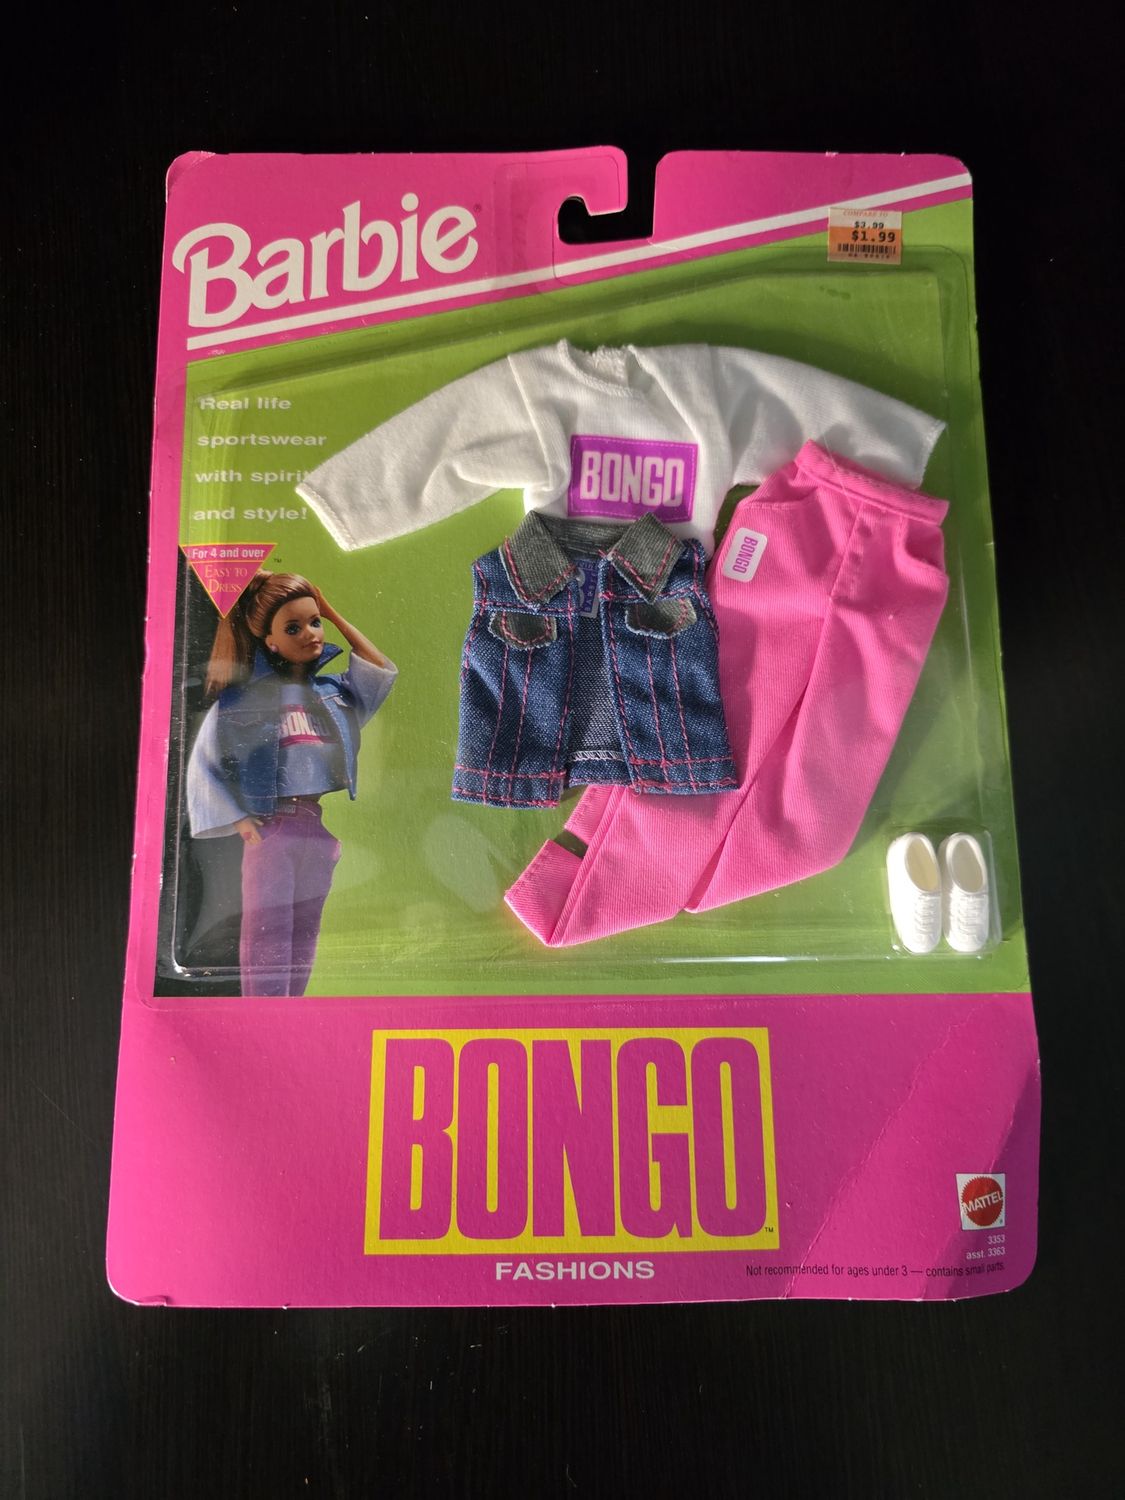 Barbie®
COMPARE TO
$3.99
$1.99
Real life
sportswear
with spirit
and style!
For 4 and over
EASY TO
DRESS
™
BONGO
BONGO
BONGO
BONGO™
FASHIONS
MATTEL
®
3353
asst. 3363
Not recommended for ages under 3 — contains small parts.